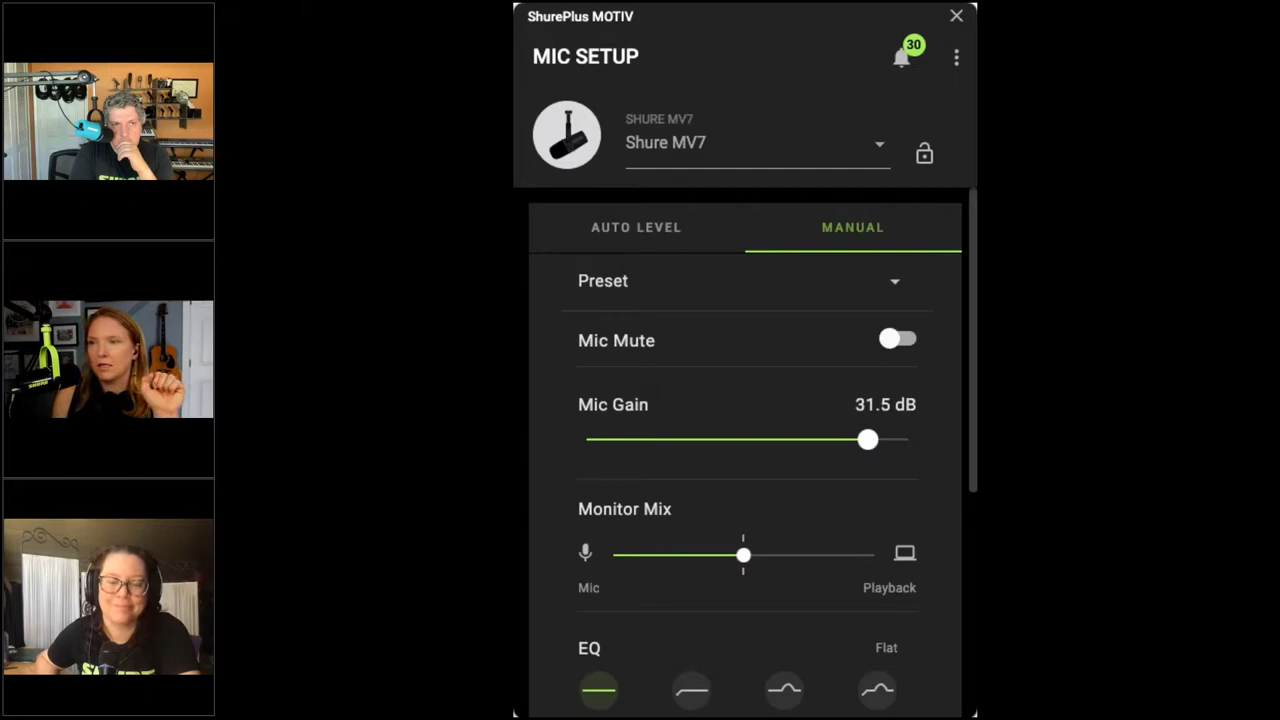 ShurePlus MOTIV
MIC SETUP
30
SHURE MV7
Shure MV7
AUTO LEVEL
MANUAL
Preset
Mic Mute
Mic Gain
31.5 dB
Monitor Mix
Mic
Playback
EQ
Flat
SHURE